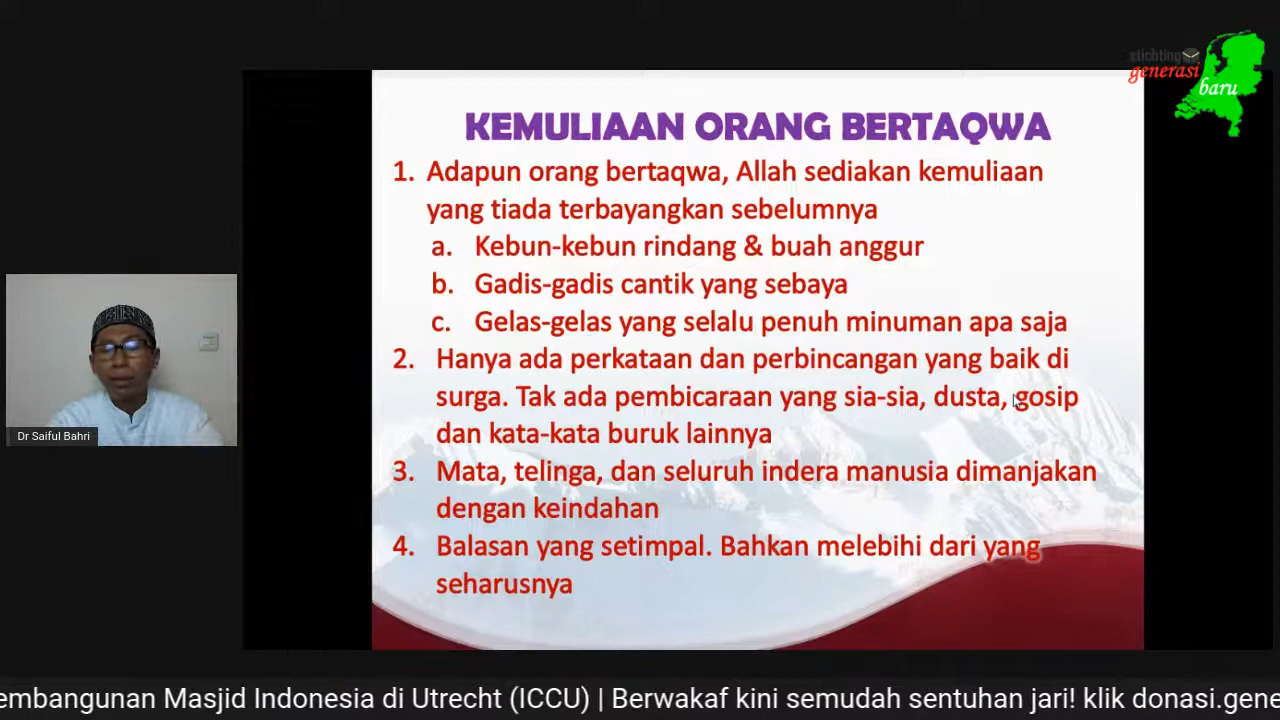 stichting
generasi
baru
KEMULIAAN ORANG BERTAQWA
1. Adapun orang bertaqwa, Allah sediakan kemuliaan
yang tiada terbayangkan sebelumnya
a. Kebun-kebun rindang & buah anggur
b. Gadis-gadis cantik yang sebaya
c. Gelas-gelas yang selalu penuh minuman apa saja
2. Hanya ada perkataan dan perbincangan yang baik di
surga. Tak ada pembicaraan yang sia-sia, dusta, gosip
dan kata-kata buruk lainnya
3. Mata, telinga, dan seluruh indera manusia dimanjakan
dengan keindahan
4. Balasan yang setimpal. Bahkan melebihi dari yang
seharusnya
Dr Saiful Bahri
embangunan Masjid Indonesia di Utrecht (ICCU) | Berwakaf kini semudah sentuhan jari! klik donasi.gene